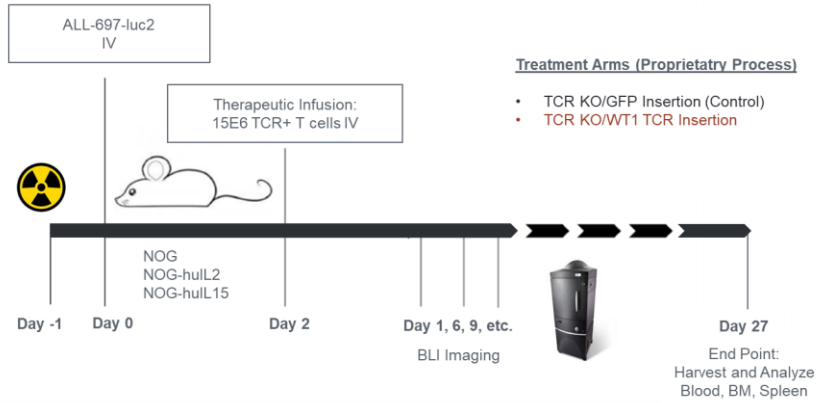 ALL-697-luc2
IV
Therapeutic Infusion:
15E6 TCR+ T cells IV
Treatment Arms (Proprietatry Process)
• TCR KO/GFP Insertion (Control)
• TCR KO/WT1 TCR Insertion
NOG
NOG-huIL2
NOG-huIL15
Day -1
Day 0
Day 2
Day 1, 6, 9, etc.
BLI Imaging
Day 27
End Point:
Harvest and Analyze
Blood, BM, Spleen